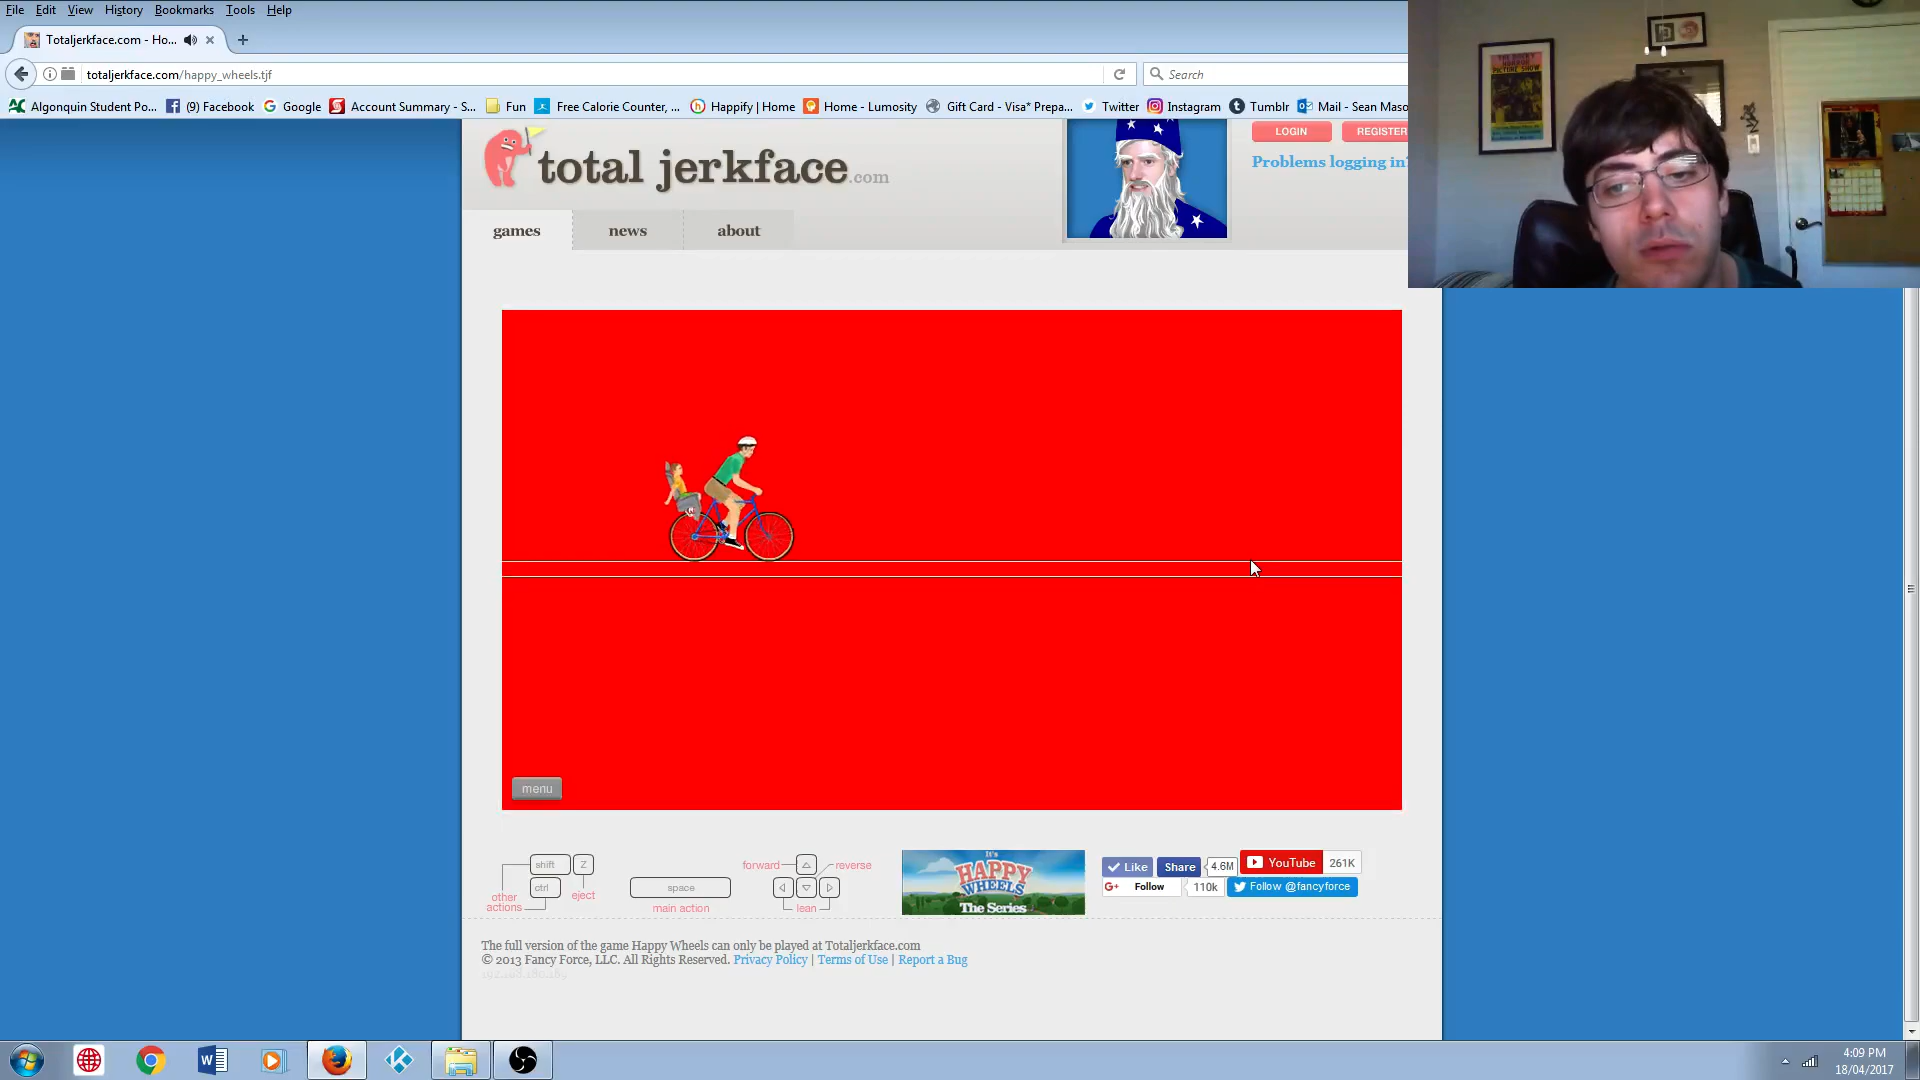 File Edit View History Bookmarks Tools Help
Totaljerkface.com - Ho...
totaljerkface.com/happy_wheels.tjf
Search
Algonquin Student Po... (9) Facebook Google Account Summary - S... Fun Free Calorie Counter, ... Happify | Home Home - Lumosity Gift Card - Visa* Prepa... Twitter Instagram Tumblr Mail - Sean Maso
total jerkface.com
LOGIN REGISTER
Problems logging in?
games news about
menu
shift Z
ctrl
eject
other
actions
space
main action
forward reverse
lean
It's
HAPPY
WHEELS
The Series
Like Share 4.6M YouTube 261K
Follow 110k Follow @fancyforce
The full version of the game Happy Wheels can only be played at Totaljerkface.com
© 2013 Fancy Force, LLC. All Rights Reserved. Privacy Policy | Terms of Use | Report a Bug
4:09 PM
18/04/2017